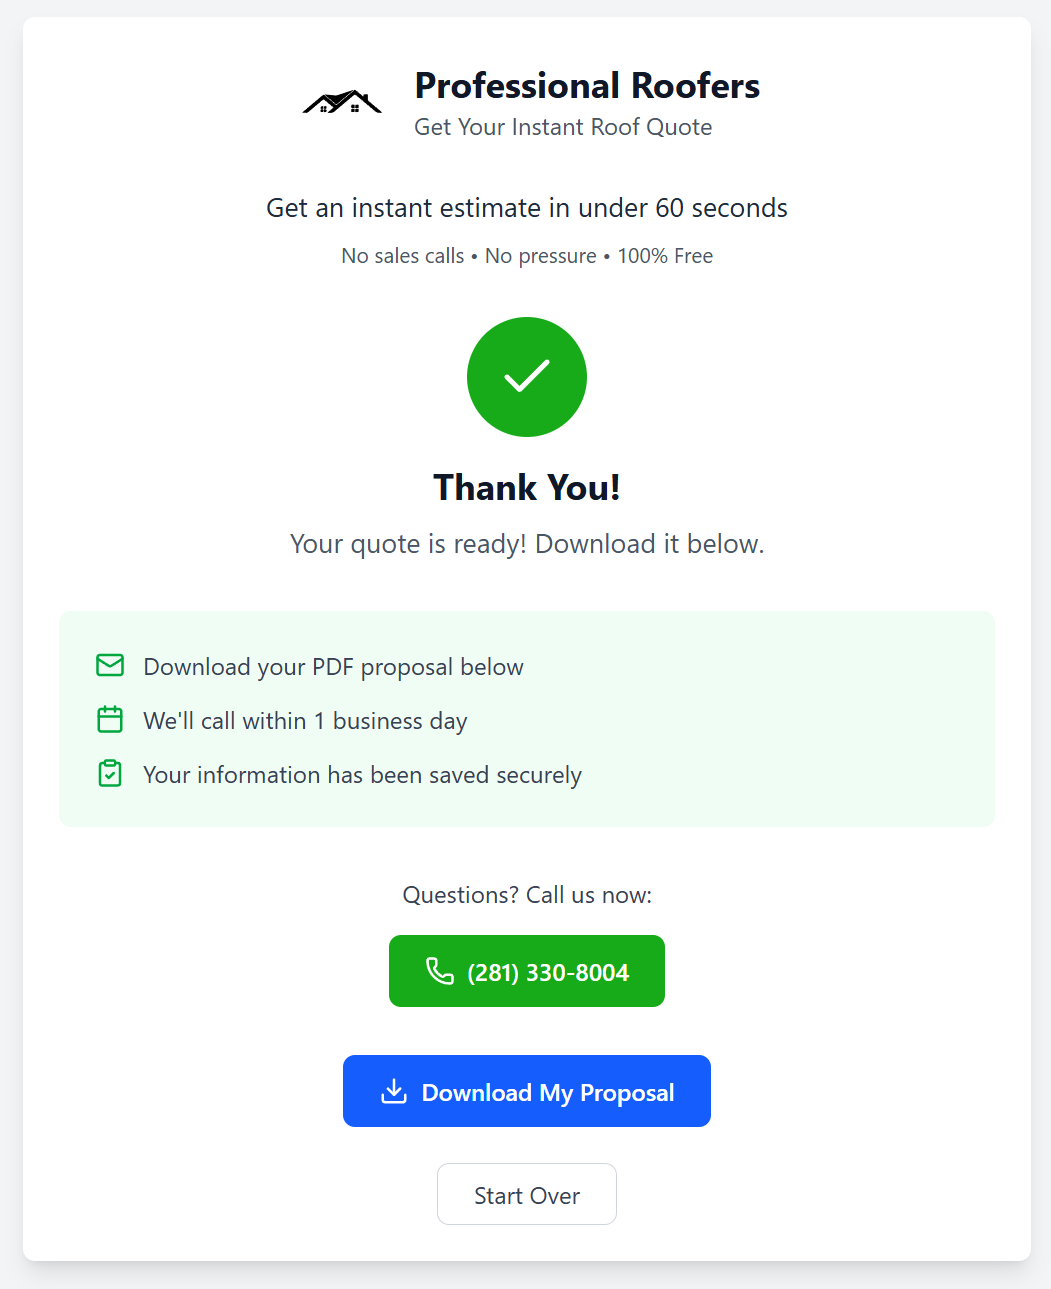 Professional Roofers
Get Your Instant Roof Quote
Get an instant estimate in under 60 seconds
No sales calls • No pressure • 100% Free
Thank You!
Your quote is ready! Download it below.
Download your PDF proposal below
We'll call within 1 business day
Your information has been saved securely
Questions? Call us now:
(281) 330-8004
Download My Proposal
Start Over